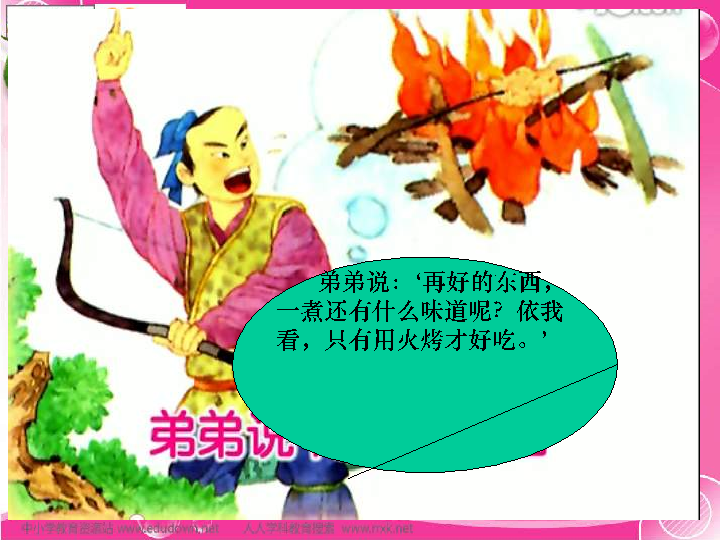 弟弟说：‘再好的东西，
一煮还有什么味道呢？依我
看，只有用火烤才好吃。’
弟弟说
中小学教育资源站 www.edudown.net 人人学科教育搜索 www.rrxk.net